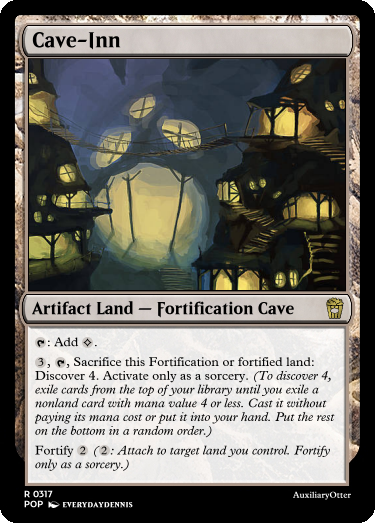 Cave-Inn
Artifact Land — Fortification Cave
: Add .
3, , Sacrifice this Fortification or fortified land:
Discover 4. Activate only as a sorcery. (To discover 4,
exile cards from the top of your library until you exile a
nonland card with mana value 4 or less. Cast it without
paying its mana cost or put it into your hand. Put the rest
on the bottom in a random order.)
Fortify 2 (2: Attach to target land you control. Fortify
only as a sorcery.)
R 0317
POP EVERYDAYDENNIS
AuxiliaryOtter